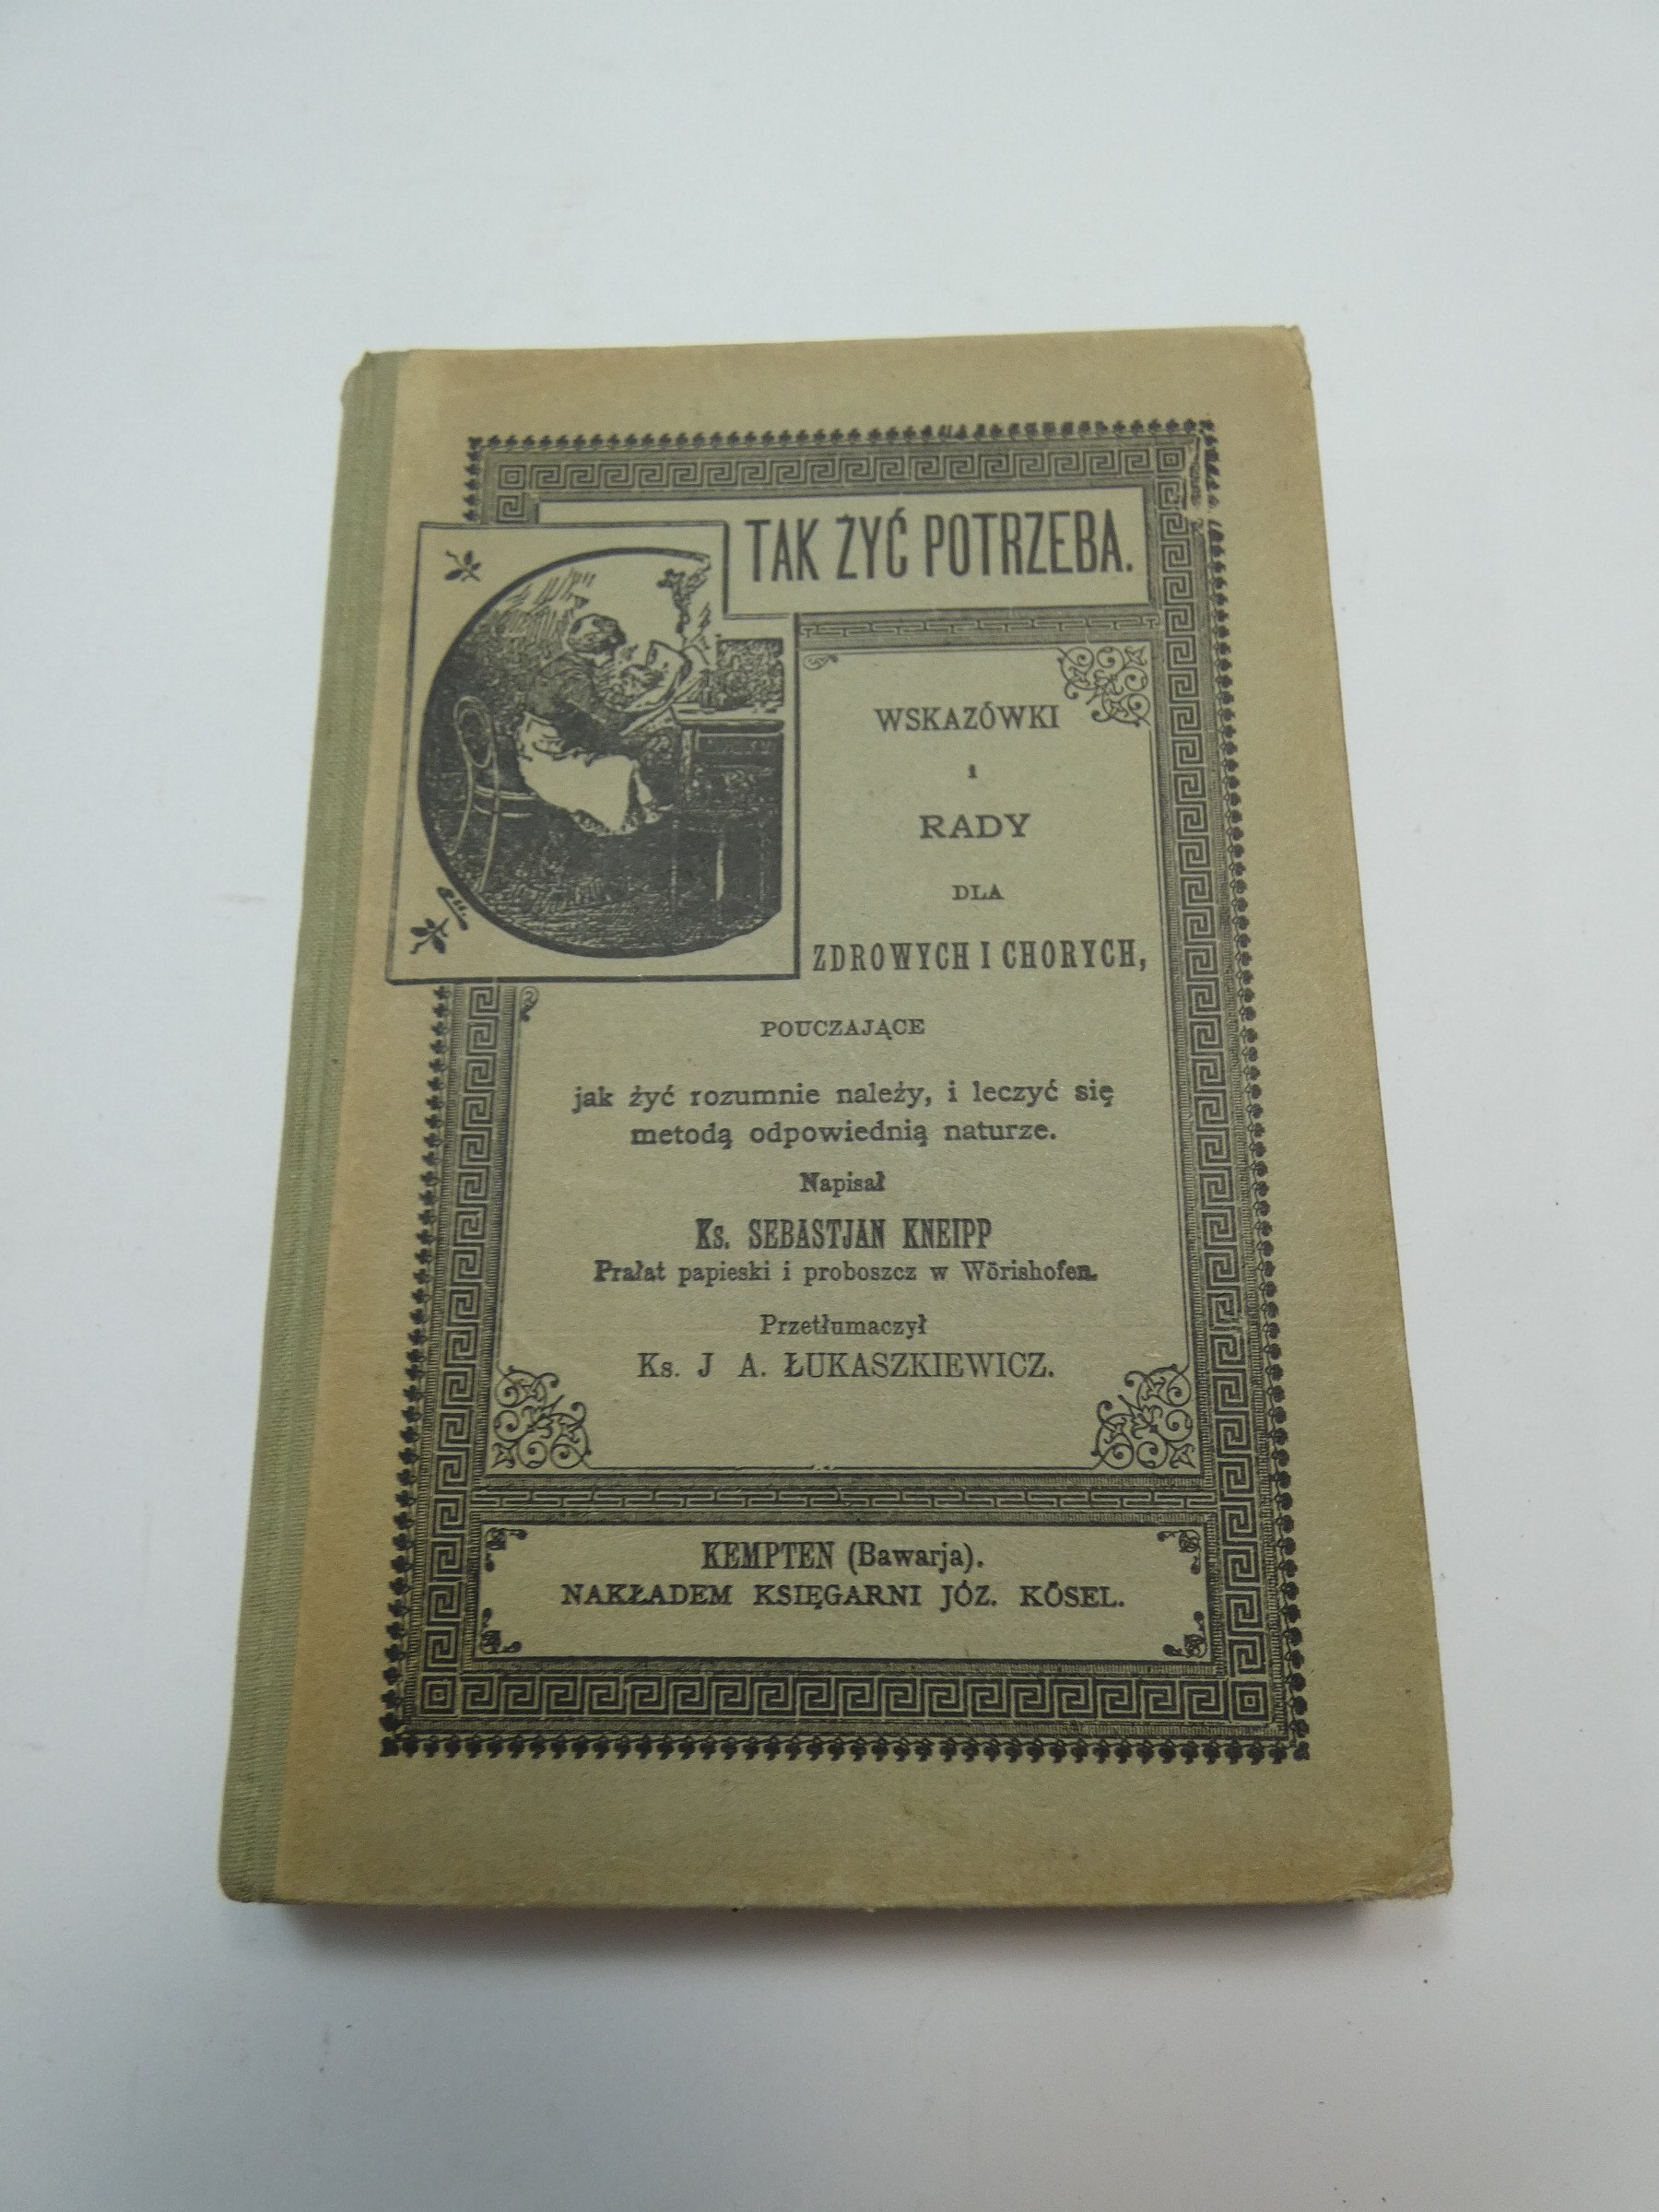 TAK ŻYĆ POTRZEBA.
WSKAZÓWKI
i
RADY
DLA
ZDROWYCH I CHORYCH,
POUCZAJĄCE
jak żyć rozumnie należy, i leczyć się
metodą odpowiednią naturze.
Napisał
Ks. SEBASTJAN KNEIPP
Prałat papieski i proboszcz w Wörishofen.
Przetłumaczył
Ks. J A. ŁUKASZKIEWICZ.
KEMPTEN (Bawarja).
NAKŁADEM KSIĘGARNI JÓZ. KÖSEL.